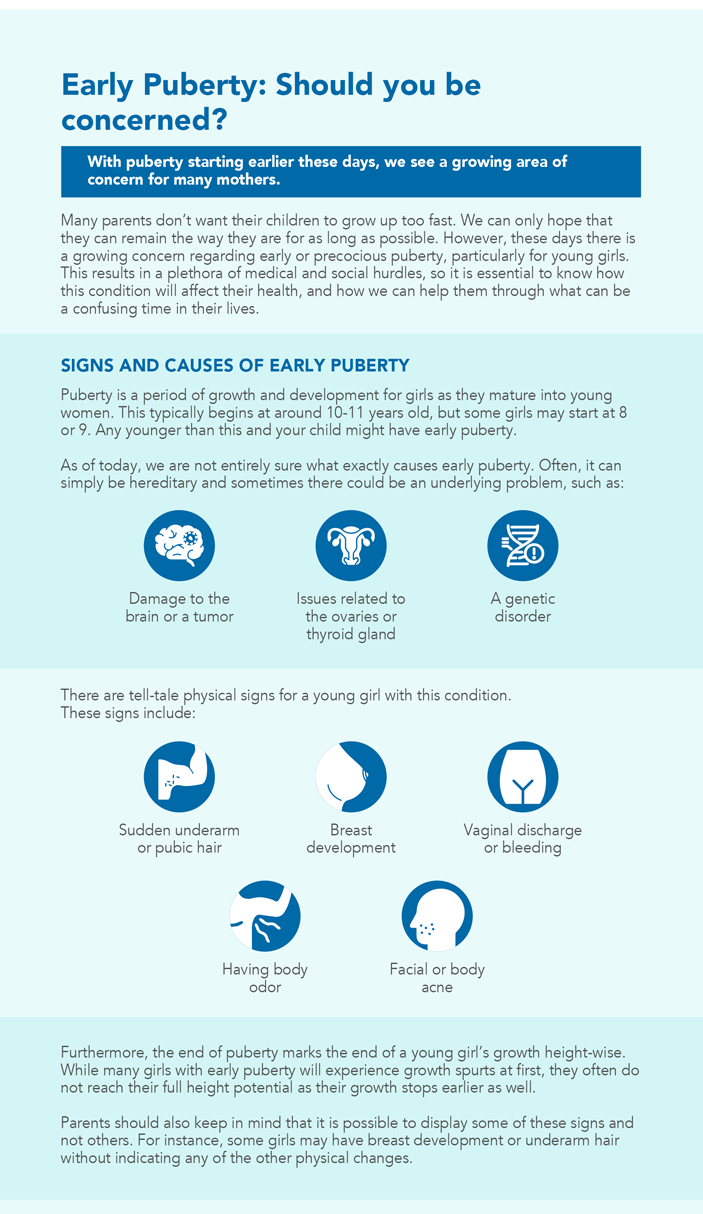 Early Puberty: Should you be
concerned?
With puberty starting earlier these days, we see a growing area of
concern for many mothers.
Many parents don’t want their children to grow up too fast. We can only hope that
they can remain the way they are for as long as possible. However, these days there is
a growing concern regarding early or precocious puberty, particularly for young girls.
This results in a plethora of medical and social hurdles, so it is essential to know how
this condition will affect their health, and how we can help them through what can be
a confusing time in their lives.
SIGNS AND CAUSES OF EARLY PUBERTY
Puberty is a period of growth and development for girls as they mature into young
women. This typically begins at around 10-11 years old, but some girls may start at 8
or 9. Any younger than this and your child might have early puberty.
As of today, we are not entirely sure what exactly causes early puberty. Often, it can
simply be hereditary and sometimes there could be an underlying problem, such as:
Damage to the
brain or a tumor
Issues related to
the ovaries or
thyroid gland
A genetic
disorder
There are tell-tale physical signs for a young girl with this condition.
These signs include:
Sudden underarm
or pubic hair
Breast
development
Vaginal discharge
or bleeding
Having body
odor
Facial or body
acne
Furthermore, the end of puberty marks the end of a young girl’s growth height-wise.
While many girls with early puberty will experience growth spurts at first, they often do
not reach their full height potential as their growth stops earlier as well.
Parents should also keep in mind that it is possible to display some of these signs and
not others. For instance, some girls may have breast development or underarm hair
without indicating any of the other physical changes.